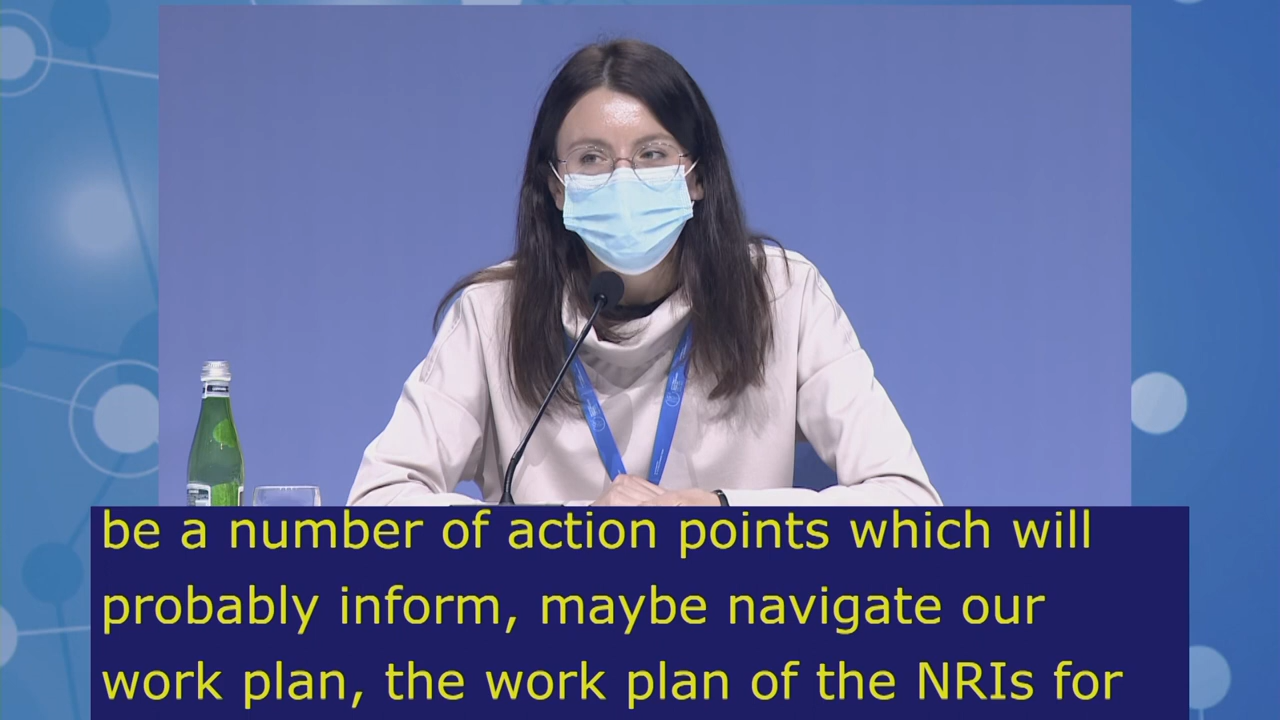 be a number of action points which will
probably inform, maybe navigate our
work plan, the work plan of the NRIs for